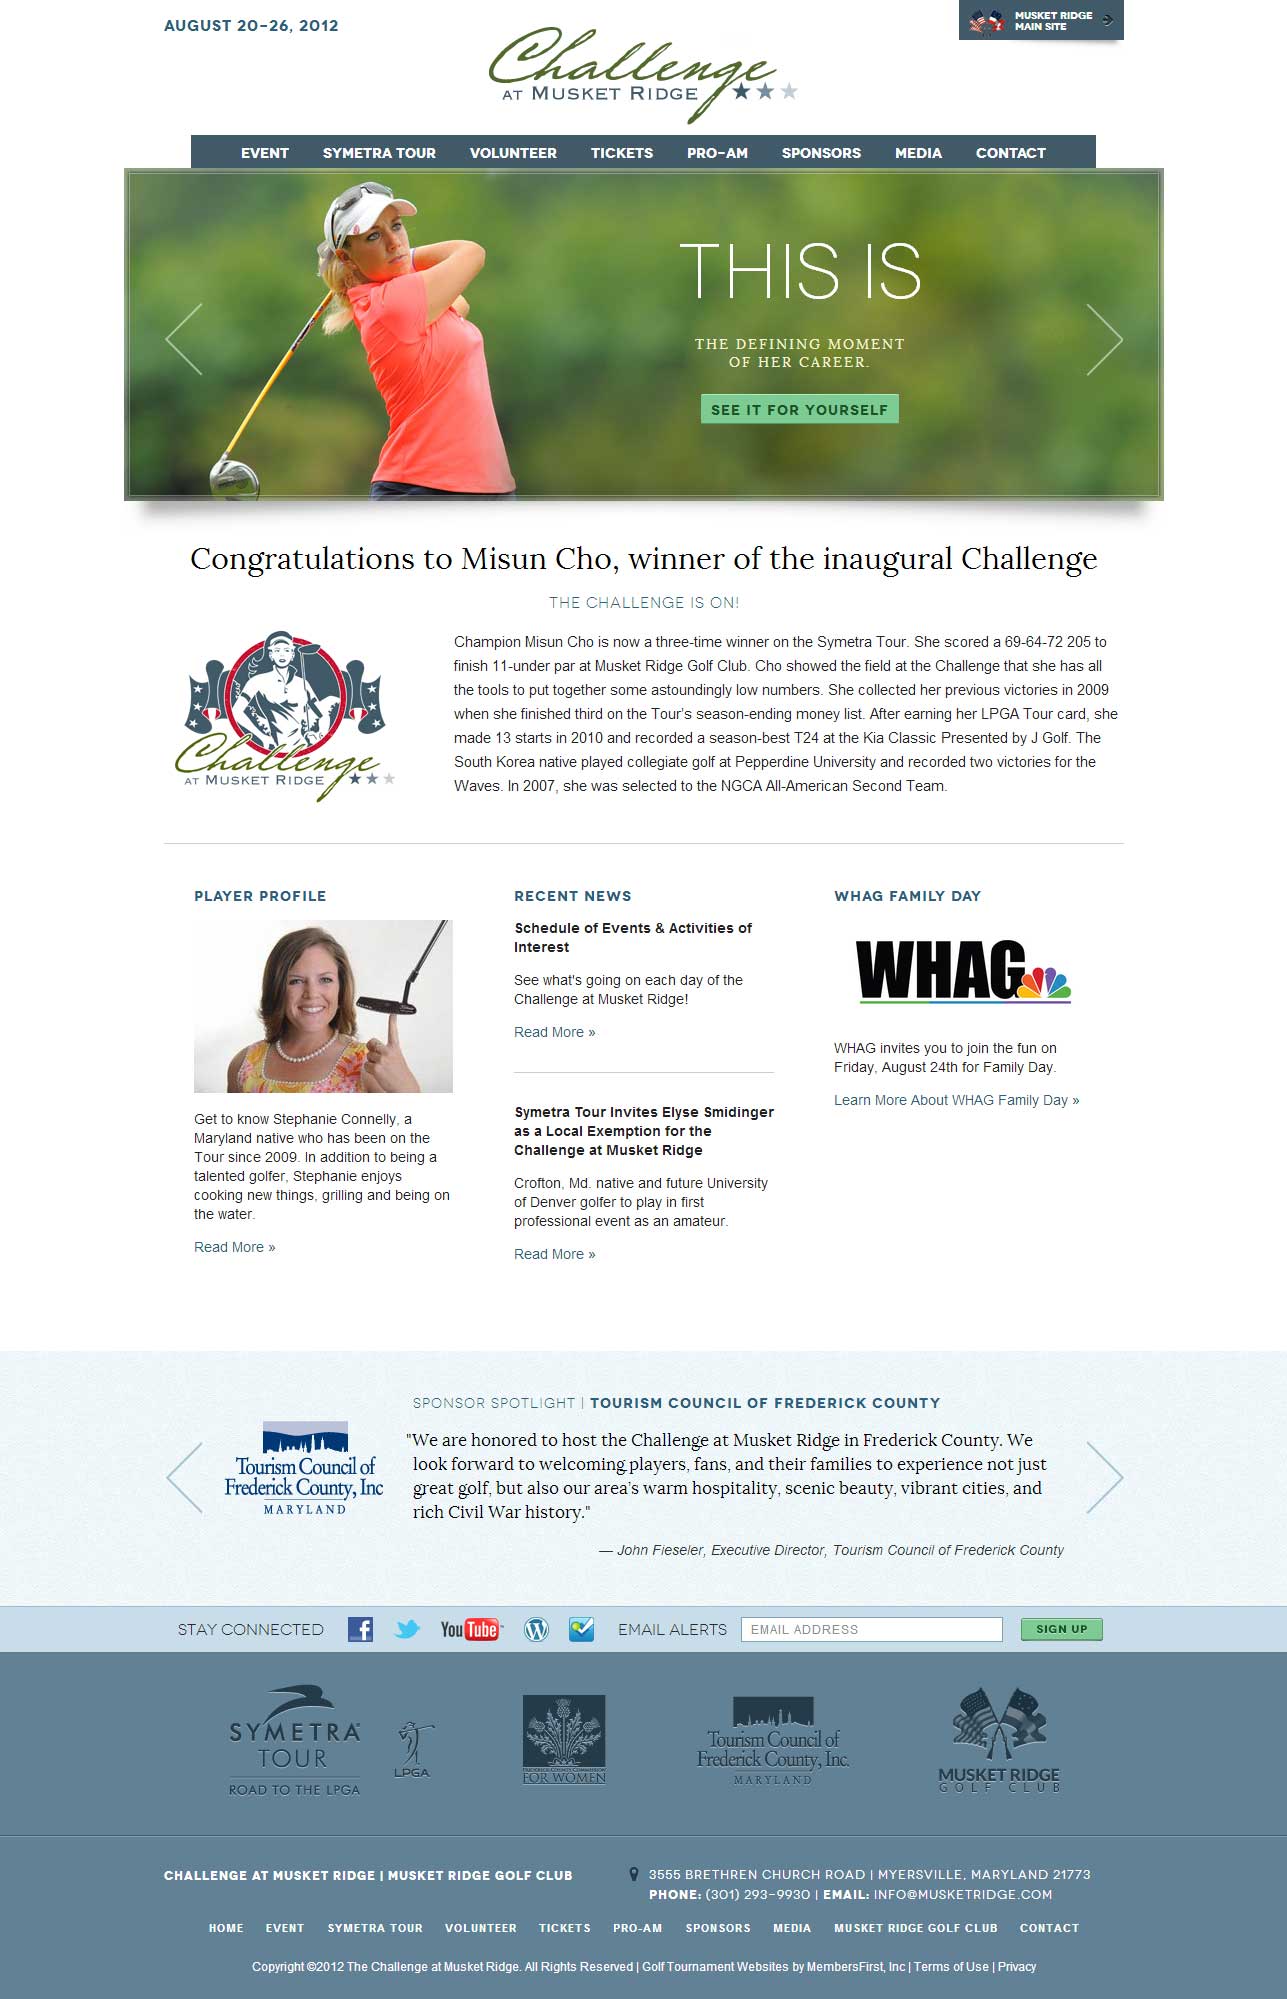 AUGUST 20-26, 2012
MUSKET RIDGE
MAIN SITE
Challenge
AT MUSKET RIDGE
EVENT SYMETRA TOUR VOLUNTEER TICKETS PRO-AM SPONSORS MEDIA CONTACT
THIS IS
THE DEFINING MOMENT
OF HER CAREER.
SEE IT FOR YOURSELF
Congratulations to Misun Cho, winner of the inaugural Challenge
THE CHALLENGE IS ON!
Challenge
AT MUSKET RIDGE
Champion Misun Cho is now a three-time winner on the Symetra Tour. She scored a 69-64-72 205 to
finish 11-under par at Musket Ridge Golf Club. Cho showed the field at the Challenge that she has all
the tools to put together some astoundingly low numbers. She collected her previous victories in 2009
when she finished third on the Tour's season-ending money list. After earning her LPGA Tour card, she
made 13 starts in 2010 and recorded a season-best T24 at the Kia Classic Presented by J Golf. The
South Korea native played collegiate golf at Pepperdine University and recorded two victories for the
Waves. In 2007, she was selected to the NGCA All-American Second Team.
PLAYER PROFILE
Get to know Stephanie Connelly, a
Maryland native who has been on the
Tour since 2009. In addition to being a
talented golfer, Stephanie enjoys
cooking new things, grilling and being on
the water.
Read More »
RECENT NEWS
Schedule of Events & Activities of
Interest
See what's going on each day of the
Challenge at Musket Ridge!
Read More »
Symetra Tour Invites Elyse Smidinger
as a Local Exemption for the
Challenge at Musket Ridge
Crofton, Md. native and future University
of Denver golfer to play in first
professional event as an amateur.
Read More »
WHAG FAMILY DAY
WHAG
WHAG invites you to join the fun on
Friday, August 24th for Family Day.
Learn More About WHAG Family Day »
SPONSOR SPOTLIGHT | TOURISM COUNCIL OF FREDERICK COUNTY
Tourism Council of
Frederick County, Inc
MARYLAND
"We are honored to host the Challenge at Musket Ridge in Frederick County. We
look forward to welcoming players, fans, and their families to experience not just
great golf, but also our area's warm hospitality, scenic beauty, vibrant cities, and
rich Civil War history."
— John Fieseler, Executive Director, Tourism Council of Frederick County
STAY CONNECTED
f
YouTube
W
EMAIL ALERTS
EMAIL ADDRESS
SIGN UP
SYMETRA
TOUR
ROAD TO THE LPGA
LPGA
FREDERICK COUNTY COMMISSION
FOR WOMEN
Tourism Council of
Frederick County, Inc.
MARYLAND
MUSKET RIDGE
GOLF CLUB
CHALLENGE AT MUSKET RIDGE | MUSKET RIDGE GOLF CLUB
3555 BRETHREN CHURCH ROAD | MYERSVILLE, MARYLAND 21773
PHONE: (301) 293-9930 | EMAIL: INFO@MUSKETRIDGE.COM
HOME EVENT SYMETRA TOUR VOLUNTEER TICKETS PRO-AM SPONSORS MEDIA MUSKET RIDGE GOLF CLUB CONTACT
Copyright ©2012 The Challenge at Musket Ridge. All Rights Reserved | Golf Tournament Websites by MembersFirst, Inc | Terms of Use | Privacy